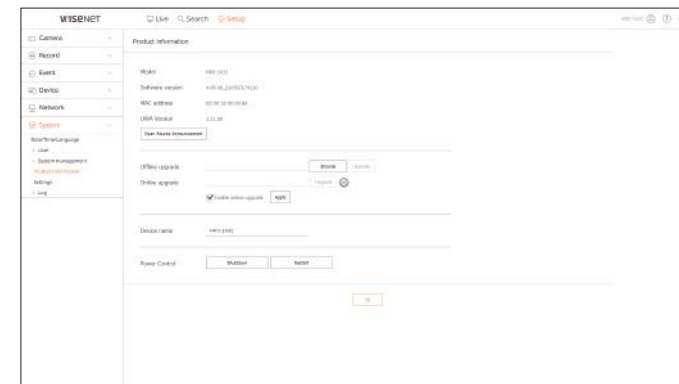 WISENET
Live Search Setup
Camera
Record
Event
Device
Network
System
Date/Time/Language
User
System management
Product information
Settings
Log
Product Information
Model
Software version
MAC address
UWA Version
Open Source Announcement
Offline upgrade
Browse Upgrade
Online upgrade
Upgrade
Enable online upgrade Apply
Device name
Power Control
Shutdown Restart